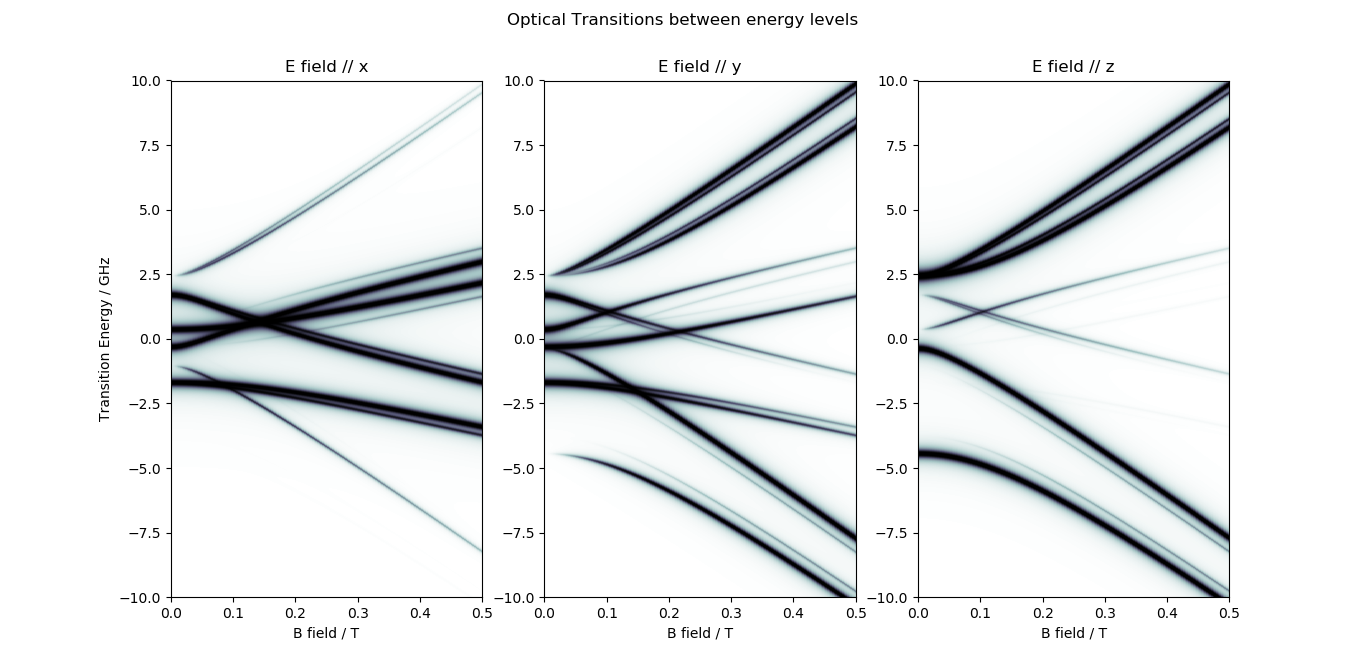 Optical Transitions between energy levels
E field // x
E field // y
E field // z
Transition Energy / GHz
10.0
7.5
5.0
2.5
0.0
−2.5
−5.0
−7.5
−10.0
0.0 0.1 0.2 0.3 0.4 0.5
B field / T
10.0
7.5
5.0
2.5
0.0
−2.5
−5.0
−7.5
−10.0
0.0 0.1 0.2 0.3 0.4 0.5
B field / T
10.0
7.5
5.0
2.5
0.0
−2.5
−5.0
−7.5
−10.0
0.0 0.1 0.2 0.3 0.4 0.5
B field / T